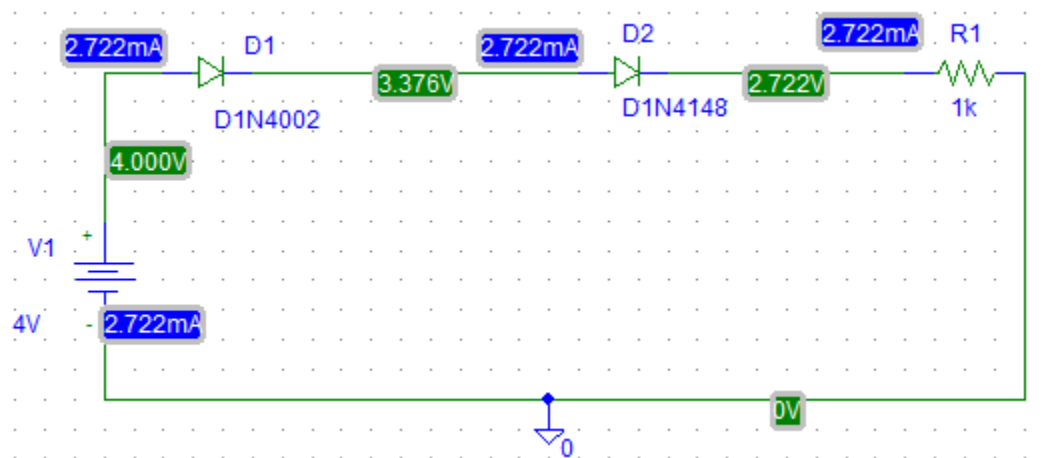 2.722mA
D1
2.722mA
D2
2.722mA
R1
3.376V
2.722V
D1N4002
D1N4148
1k
4.000V
+
V1
4V
-
2.722mA
0V
0